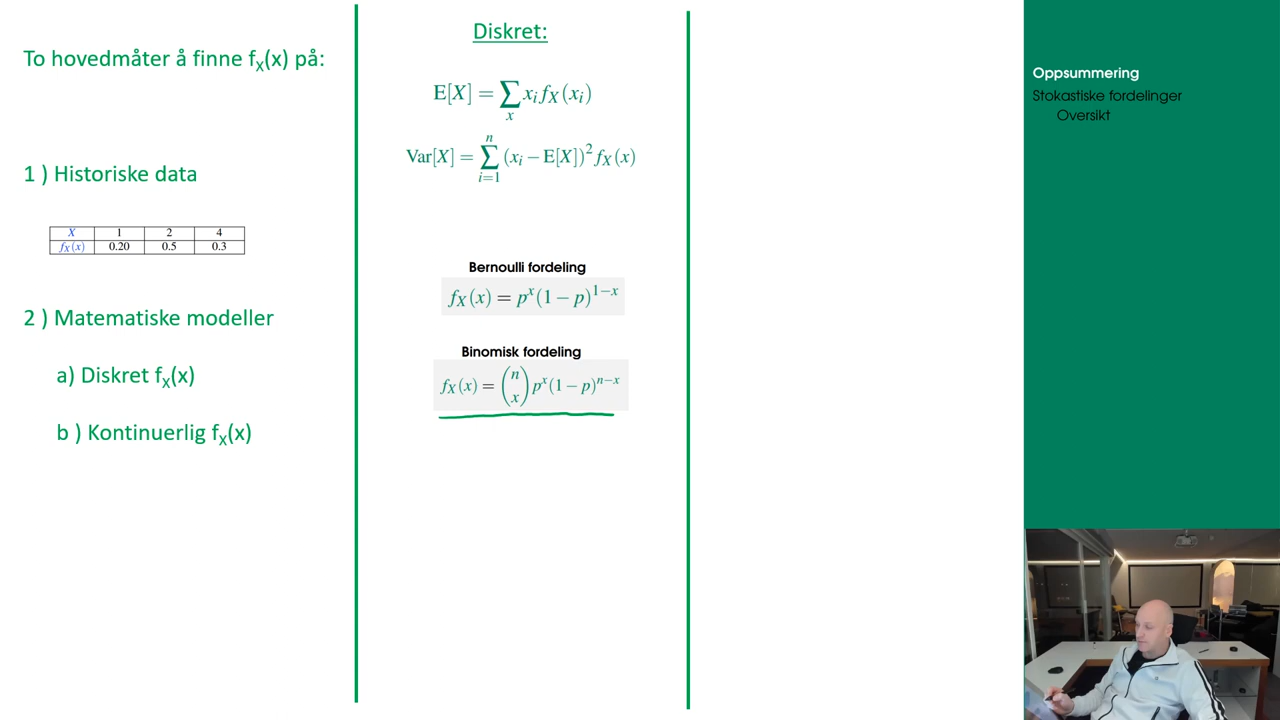 To hovedmåter å finne f_X(x) på:
1 ) Historiske data
X 1 2 4
f_X(x) 0.20 0.5 0.3
2 ) Matematiske modeller
a) Diskret f_X(x)
b ) Kontinuerlig f_X(x)
Diskret:
E[X] = ∑_x x_i f_X(x_i)
Var[X] = ∑_{i=1}^{n} (x_i − E[X])^2 f_X(x)
Bernoulli fordeling
f_X(x) = p^x(1 − p)^{1−x}
Binomisk fordeling
f_X(x) = \binom{n}{x} p^x(1 − p)^{n−x}
Oppsummering
Stokastiske fordelinger
Oversikt